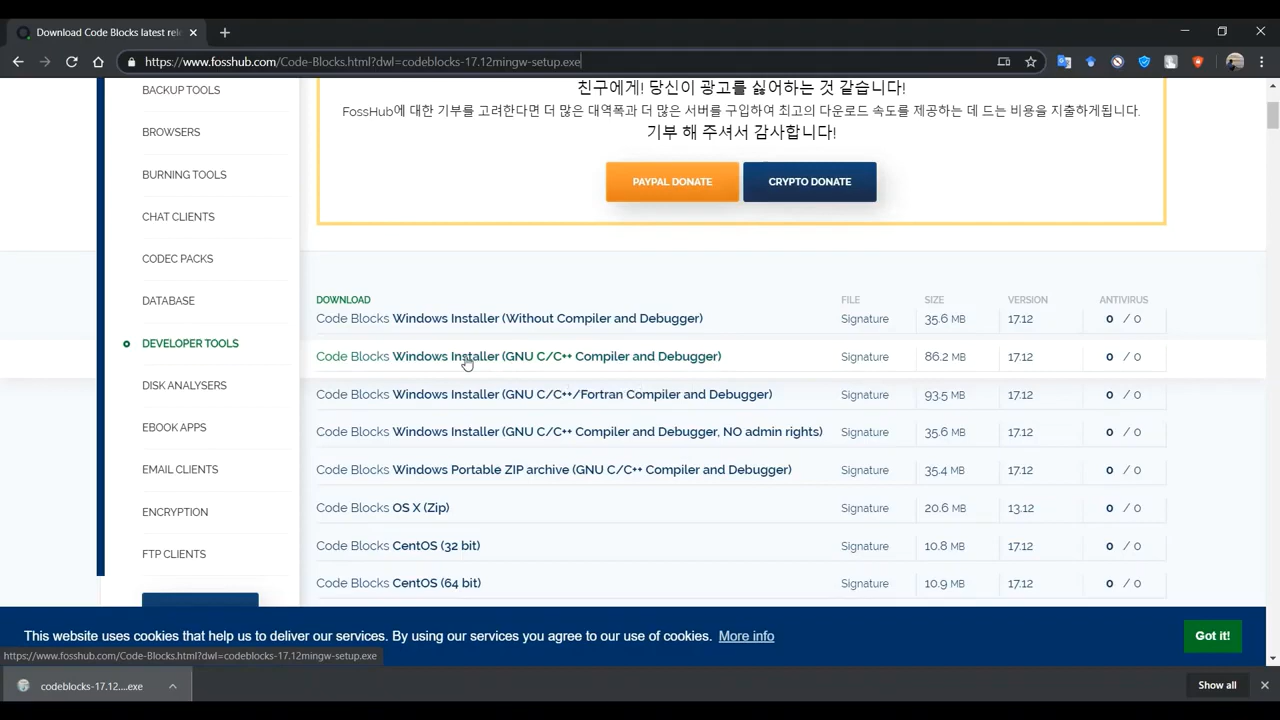 Download Code Blocks latest rele
https://www.fosshub.com/Code-Blocks.html?dwl=codeblocks-17.12mingw-setup.exe
BACKUP TOOLS
BROWSERS
BURNING TOOLS
CHAT CLIENTS
CODEC PACKS
DATABASE
DEVELOPER TOOLS
DISK ANALYSERS
EBOOK APPS
EMAIL CLIENTS
ENCRYPTION
FTP CLIENTS
친구에게! 당신이 광고를 싫어하는 것 같습니다!
FossHub에 대한 기부를 고려한다면 더 많은 대역폭과 더 많은 서버를 구입하여 최고의 다운로드 속도를 제공하는 데 드는 비용을 지출하게됩니다.
기부 해 주셔서 감사합니다!
PAYPAL DONATE CRYPTO DONATE
DOWNLOAD FILE SIZE VERSION ANTIVIRUS
Code Blocks Windows Installer (Without Compiler and Debugger) Signature 35.6 MB 17.12 0 / 0
Code Blocks Windows Installer (GNU C/C++ Compiler and Debugger) Signature 86.2 MB 17.12 0 / 0
Code Blocks Windows Installer (GNU C/C++/Fortran Compiler and Debugger) Signature 93.5 MB 17.12 0 / 0
Code Blocks Windows Installer (GNU C/C++ Compiler and Debugger, NO admin rights) Signature 35.6 MB 17.12 0 / 0
Code Blocks Windows Portable ZIP archive (GNU C/C++ Compiler and Debugger) Signature 35.4 MB 17.12 0 / 0
Code Blocks OS X (Zip) Signature 20.6 MB 13.12 0 / 0
Code Blocks CentOS (32 bit) Signature 10.8 MB 17.12 0 / 0
Code Blocks CentOS (64 bit) Signature 10.9 MB 17.12 0 / 0
This website uses cookies that help us to deliver our services. By using our services you agree to our use of cookies. More info Got it!
https://www.fosshub.com/Code-Blocks.html?dwl=codeblocks-17.12mingw-setup.exe
codeblocks-17.12....exe Show all